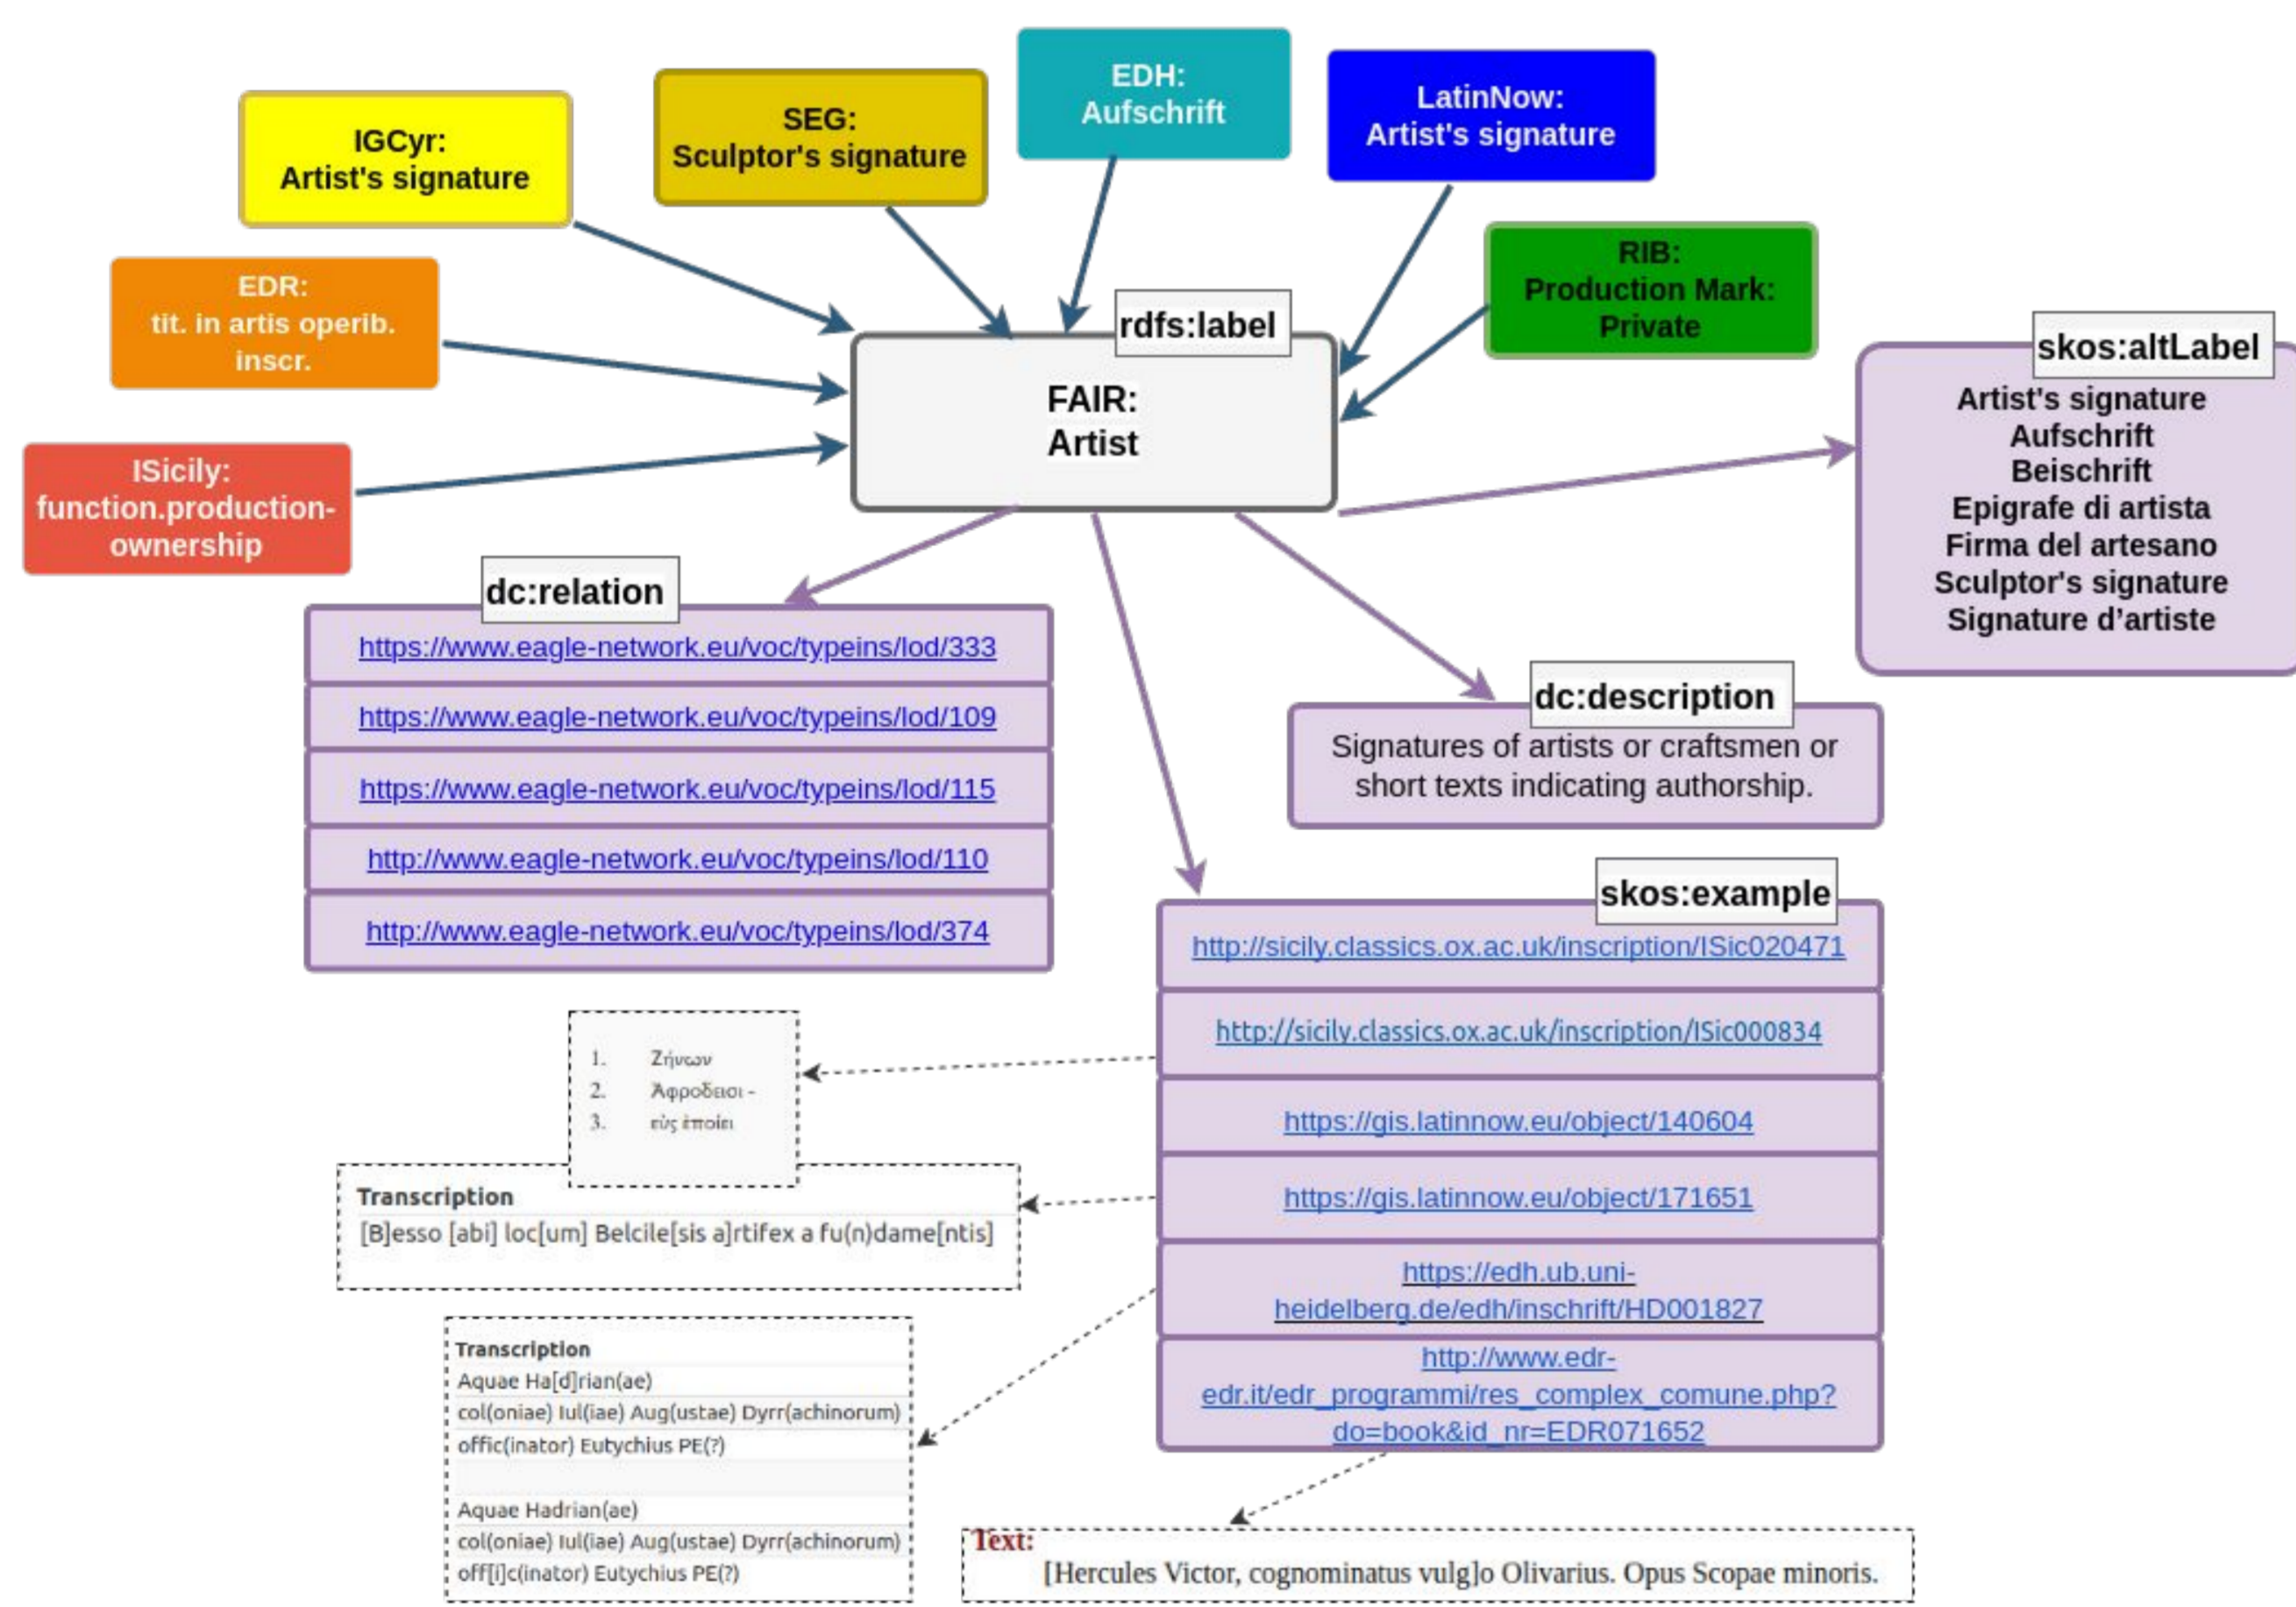 EDH:
Aufschrift
LatinNow:
Artist's signature
SEG:
Sculptor's signature
IGCyr:
Artist's signature
RIB:
Production Mark:
Private
EDR:
tit. in artis operib.
inscr.
rdfs:label
FAIR:
Artist
skos:altLabel
Artist's signature
Aufschrift
Beischrift
Epigrafe di artista
Firma del artesano
Sculptor's signature
Signature d’artiste
ISicily:
function.production-
ownership
dc:relation
https://www.eagle-network.eu/voc/typeins/lod/333
https://www.eagle-network.eu/voc/typeins/lod/109
https://www.eagle-network.eu/voc/typeins/lod/115
http://www.eagle-network.eu/voc/typeins/lod/110
http://www.eagle-network.eu/voc/typeins/lod/374
dc:description
Signatures of artists or craftsmen or
short texts indicating authorship.
skos:example
http://sicily.classics.ox.ac.uk/inscription/ISic020471
http://sicily.classics.ox.ac.uk/inscription/ISic000834
https://gis.latinnow.eu/object/140604
https://gis.latinnow.eu/object/171651
https://edh.ub.uni-
heidelberg.de/edh/inschrift/HD001827
http://www.edr-
edr.it/edr_programmi/res_complex_comune.php?
do=book&id_nr=EDR071652
1. Ζήνων
2. Ἀφροδεισι -
3. εὺς ἐποίει
Transcription
[B]esso [abi] loc[um] Belcile[sis a]rtifex a fu(n)dame[ntis]
Transcription
Aquae Ha[d]rian(ae)
col(oniae) Iul(iae) Aug(ustae) Dyrr(achinorum)
offic(inator) Eutychius PE(?)
Aquae Hadrian(ae)
col(oniae) Iul(iae) Aug(ustae) Dyrr(achinorum)
off[i]c(inator) Eutychius PE(?)
Text:
[Hercules Victor, cognominatus vulg]o Olivarius. Opus Scopae minoris.